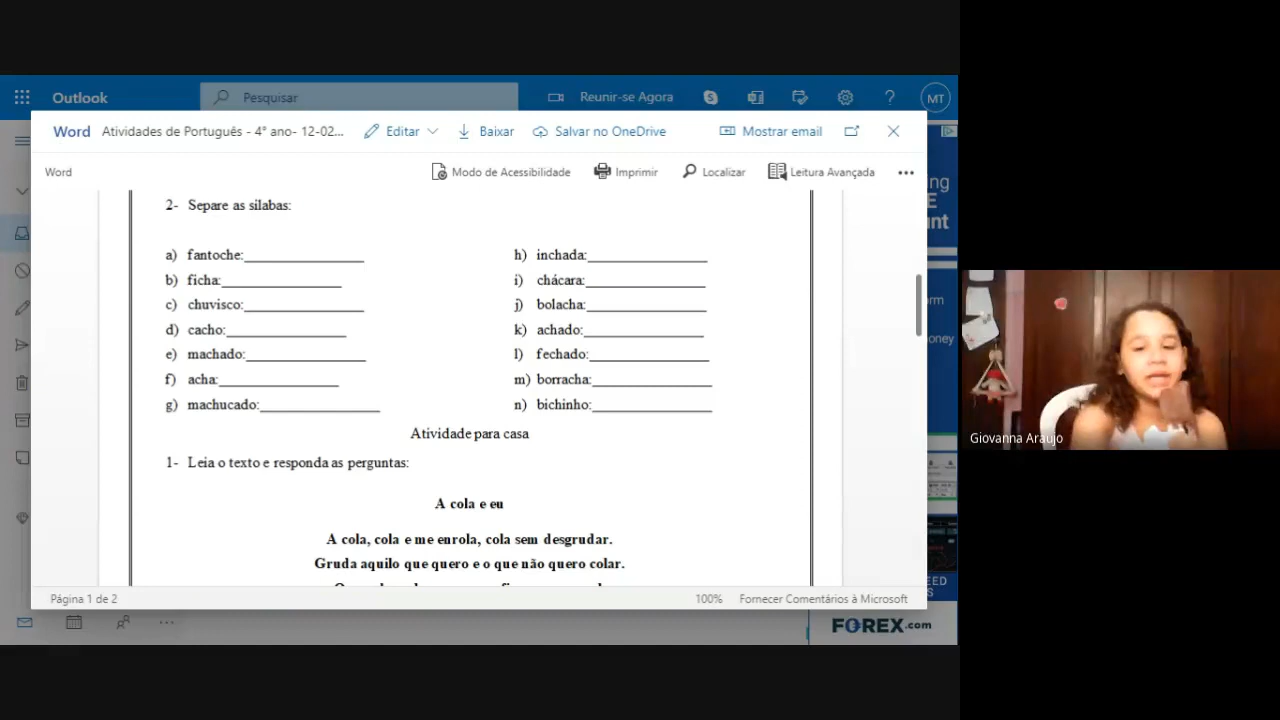 Outlook
Pesquisar
Reunir-se Agora
MT
Word
Atividades de Português - 4° ano- 12-02...
Editar
Baixar
Salvar no OneDrive
Mostrar email
Word
Modo de Acessibilidade
Imprimir
Localizar
Leitura Avançada
2- Separe as silabas:
a) fantoche:
h) inchada:
b) ficha:
i) chácara:
c) chuvisco:
j) bolacha:
d) cacho:
k) achado:
e) machado:
l) fechado:
f) acha:
m) borracha:
g) machucado:
n) bichinho:
Atividade para casa
1- Leia o texto e responda as perguntas:
A cola e eu
A cola, cola e me enrola, cola sem desgrudar.
Gruda aquilo que quero e o que não quero colar.
Página 1 de 2
100%
Fornecer Comentários à Microsoft
FOREX.com
Giovanna Araujo